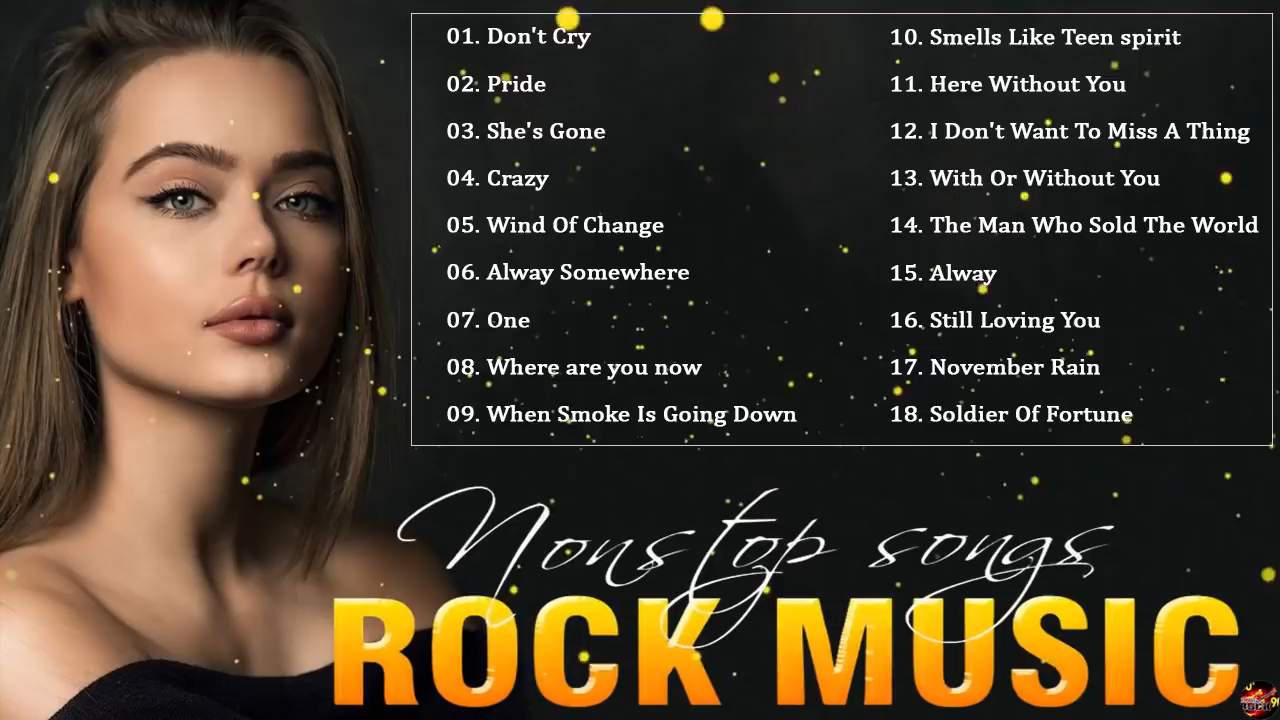 01. Don't Cry
02. Pride
03. She's Gone
04. Crazy
05. Wind Of Change
06. Alway Somewhere
07. One
08. Where are you now
09. When Smoke Is Going Down
10. Smells Like Teen spirit
11. Here Without You
12. I Don't Want To Miss A Thing
13. With Or Without You
14. The Man Who Sold The World
15. Alway
16. Still Loving You
17. November Rain
18. Soldier Of Fortune
Nonstop songs
ROCK MUSIC